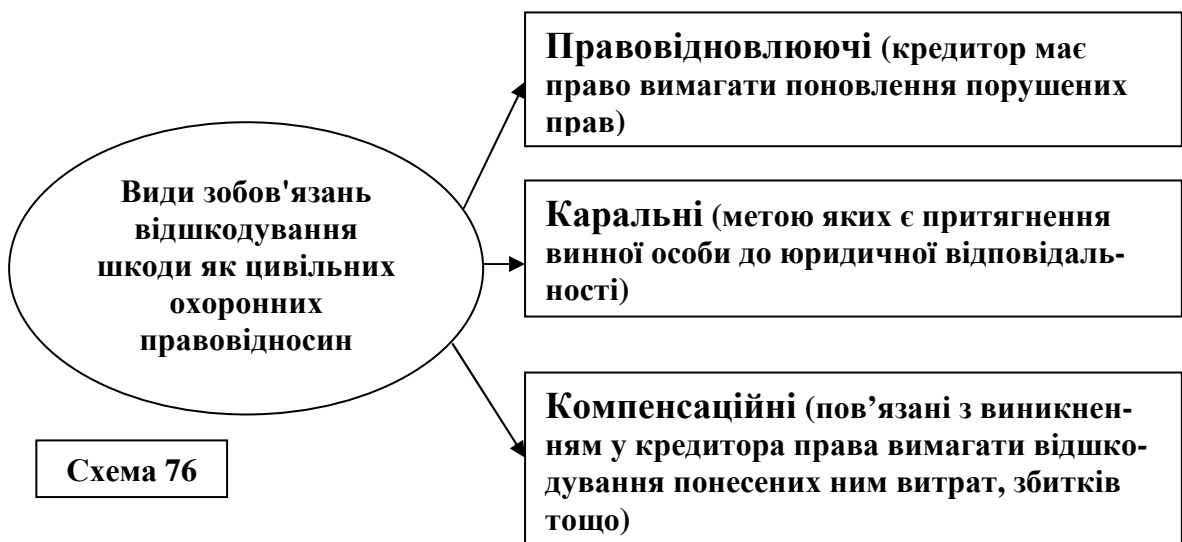 Правовідновлюючі (кредитор має
право вимагати поновлення порушених
прав)
Види зобов'язань
відшкодування
шкоди як цивільних
охоронних
правовідносин
Каральні (метою яких є притягнення
винної особи до юридичної відповідаль-
ності)
Компенсаційні (пов’язані з виникнен-
ням у кредитора права вимагати відшко-
дування понесених ним витрат, збитків
тощо)
Схема 76